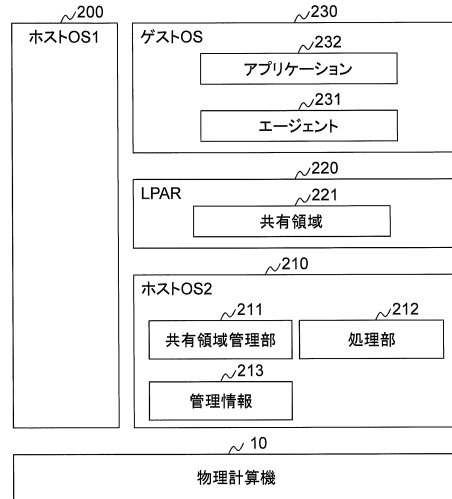 200
ホストOS1
230
ゲストOS
232
アプリケーション
231
エージェント
220
LPAR
221
共有領域
210
ホストOS2
211
共有領域管理部
212
処理部
213
管理情報
10
物理計算機